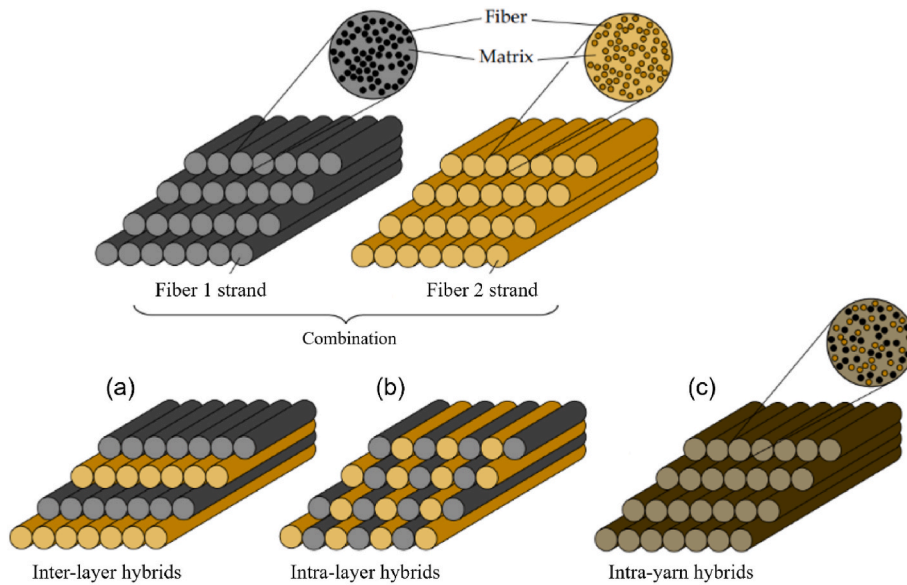 Fiber
Matrix
Fiber 1 strand
Fiber 2 strand
Combination
(a)
(b)
(c)
Inter-layer hybrids
Intra-layer hybrids
Intra-yarn hybrids